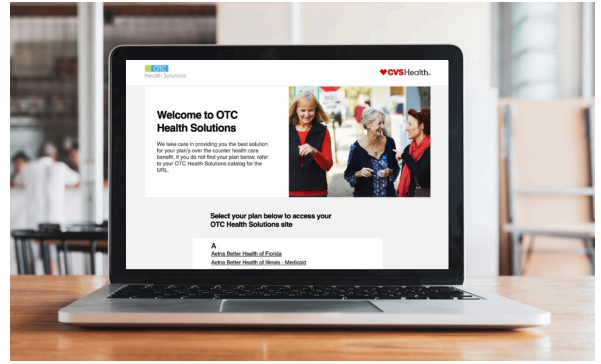 OTC
Health Solutions
CVSHealth.
Welcome to OTC
Health Solutions
We take care in providing you the best solution
for your plan's over the counter health care
benefit. If you do not find your plan below, refer
to your OTC Health Solutions catalog for the
URL.
Select your plan below to access your
OTC Health Solutions site
A
Aetna Better Health of Florida
Aetna Better Health of Illinois - Medicaid